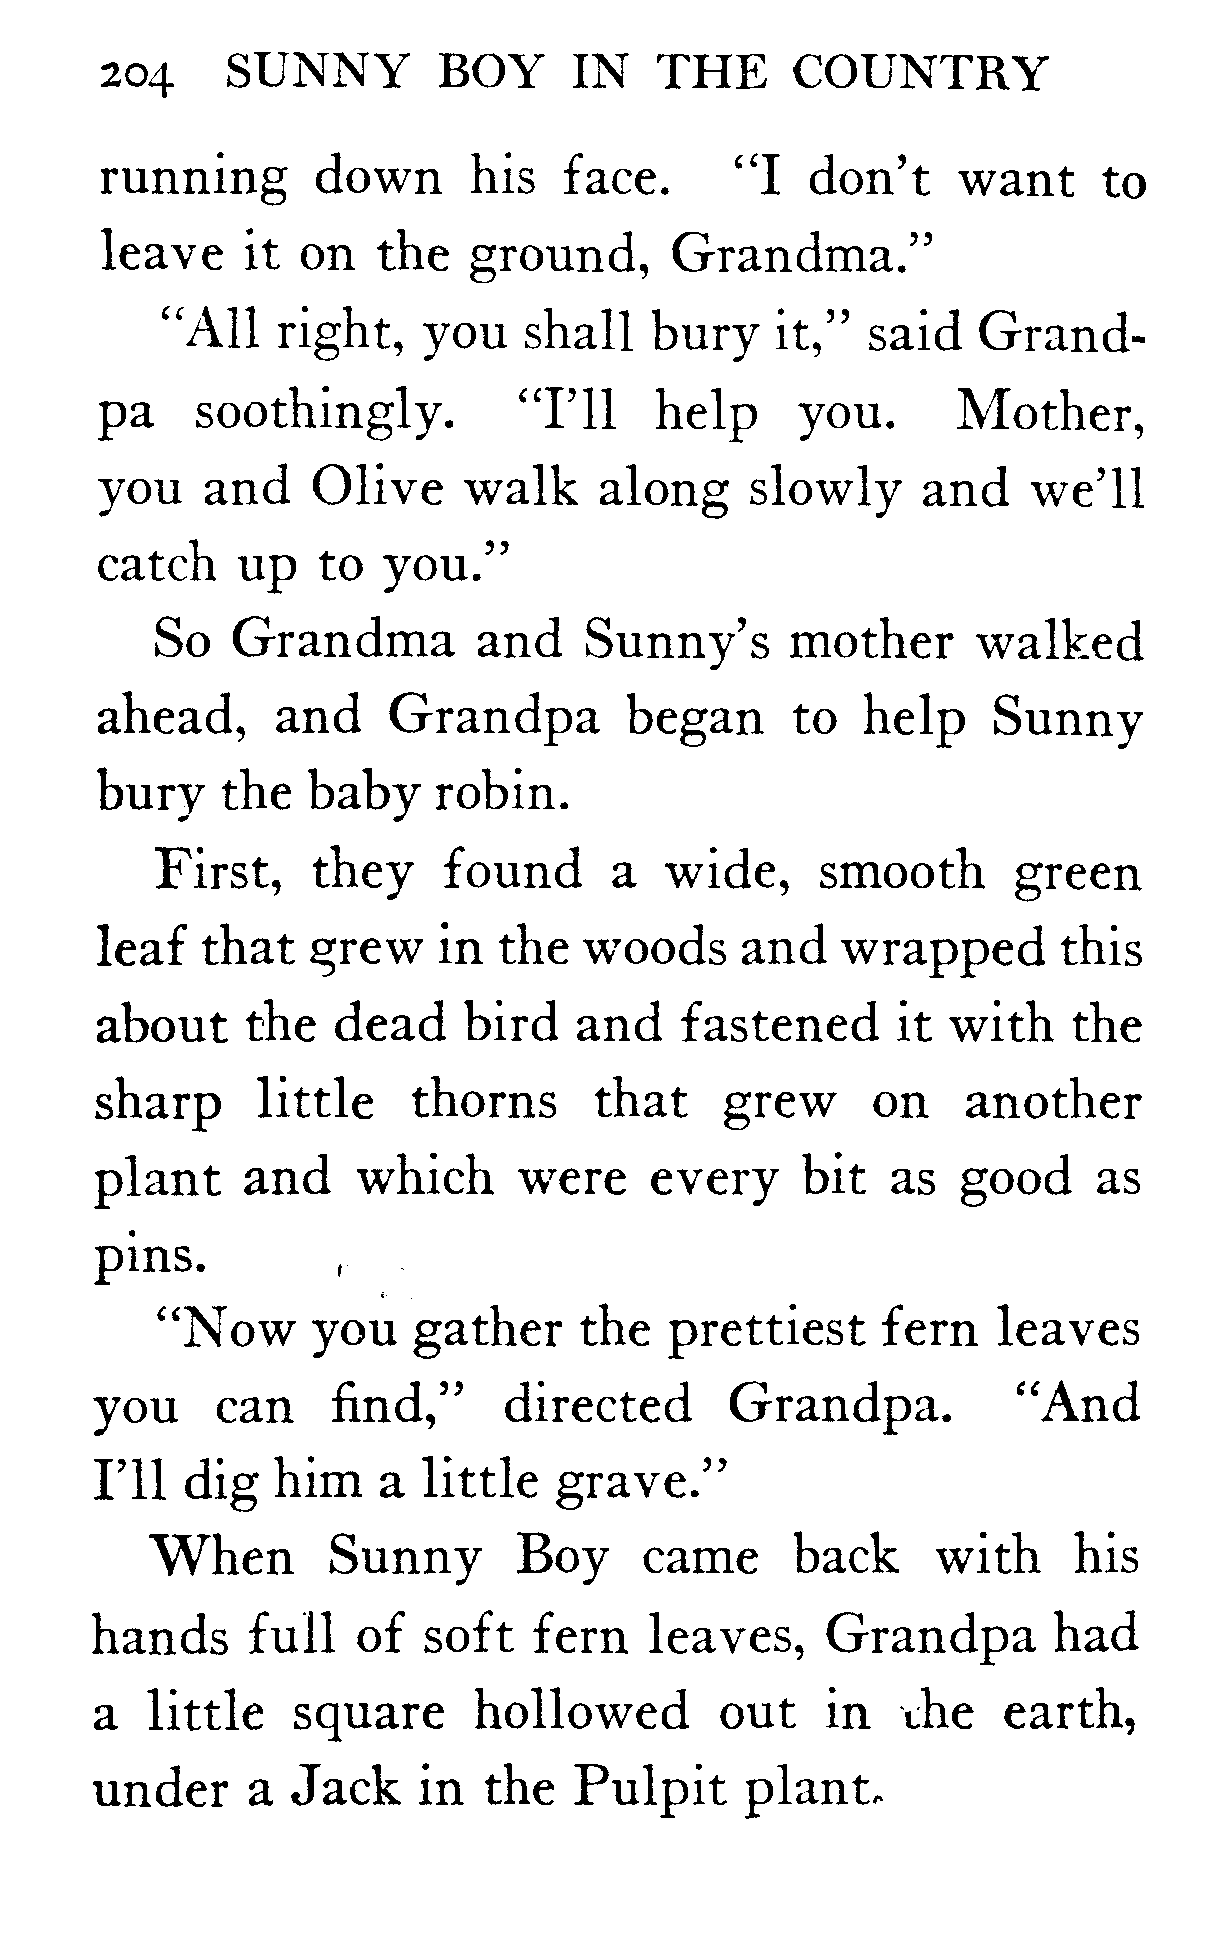 204 SUNNY BOY IN THE COUNTRY
running down his face. “I don’t want to
leave it on the ground, Grandma.”
“All right, you shall bury it,” said Grand-
pa soothingly. “I’ll help you. Mother,
you and Olive walk along slowly and we’ll
catch up to you.”
So Grandma and Sunny’s mother walked
ahead, and Grandpa began to help Sunny
bury the baby robin.
First, they found a wide, smooth green
leaf that grew in the woods and wrapped this
about the dead bird and fastened it with the
sharp little thorns that grew on another
plant and which were every bit as good as
pins.
“Now you gather the prettiest fern leaves
you can find,” directed Grandpa. “And
I’ll dig him a little grave.”
When Sunny Boy came back with his
hands full of soft fern leaves, Grandpa had
a little square hollowed out in the earth,
under a Jack in the Pulpit plant.